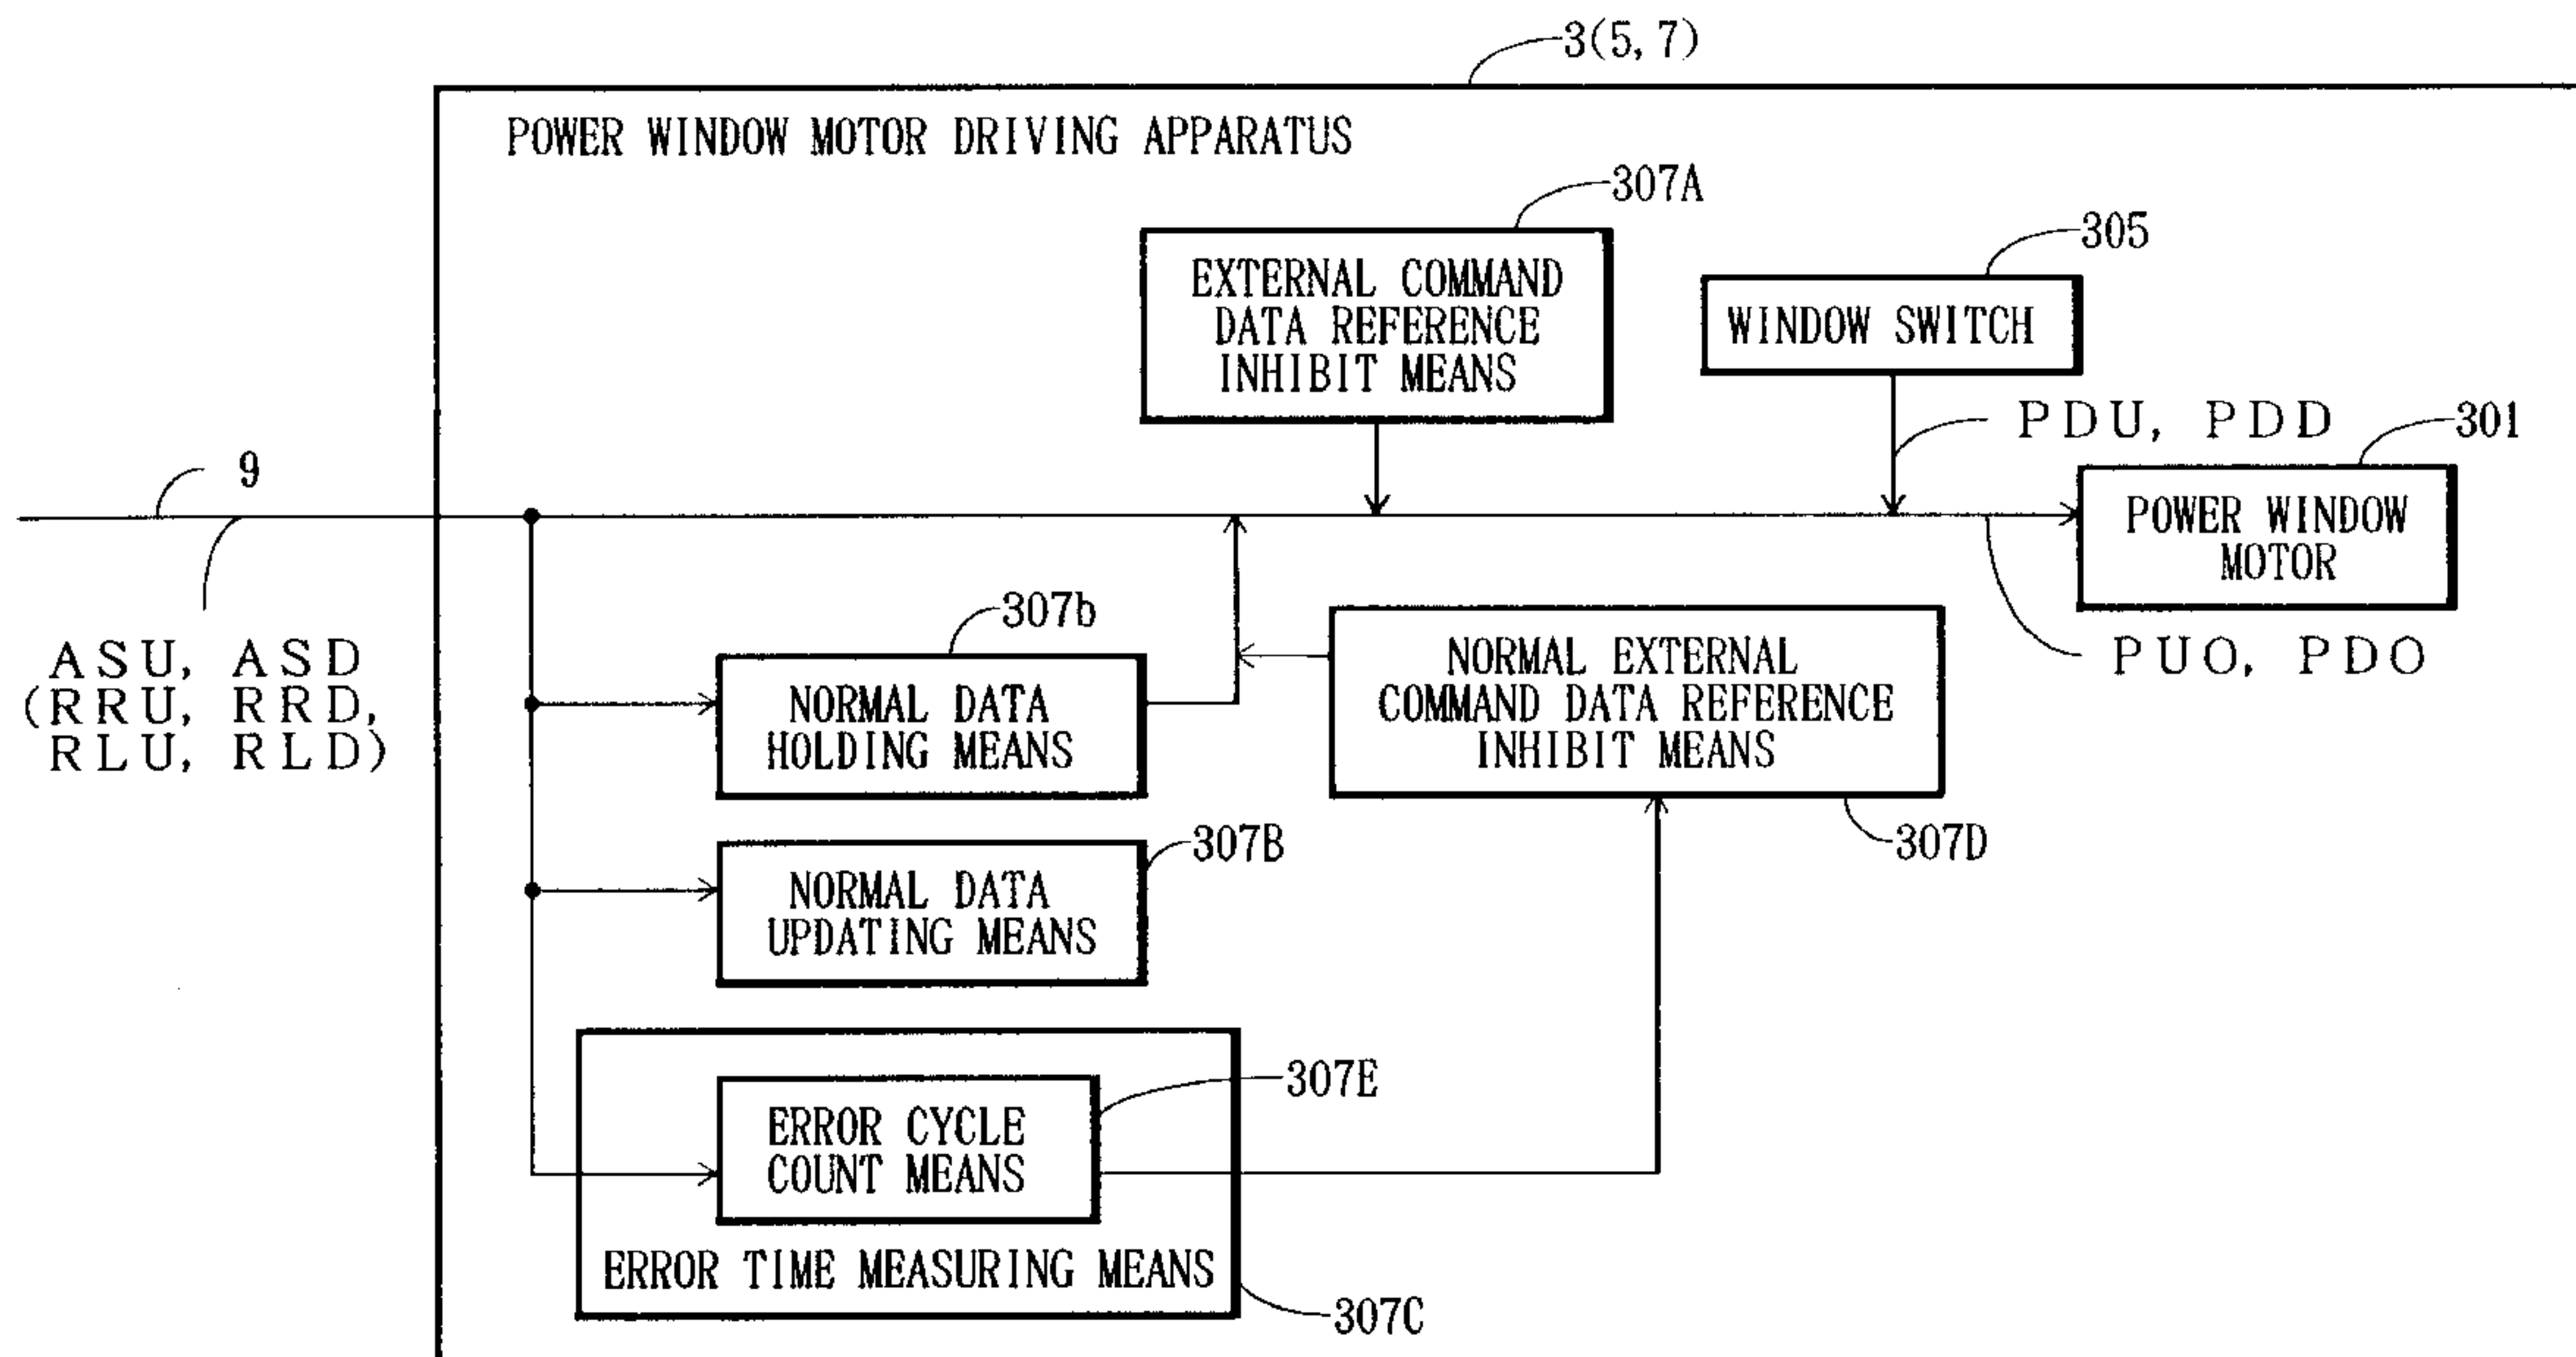 3(5, 7)
POWER WINDOW MOTOR DRIVING APPARATUS
307A
EXTERNAL COMMAND
DATA REFERENCE
INHIBIT MEANS
305
WINDOW SWITCH
PDU, PDD
301
POWER WINDOW
MOTOR
9
ASU, ASD
(RRU, RRD,
RLU, RLD)
PUO, PDO
307b
NORMAL DATA
HOLDING MEANS
NORMAL EXTERNAL
COMMAND DATA REFERENCE
INHIBIT MEANS
307D
307B
NORMAL DATA
UPDATING MEANS
307E
ERROR CYCLE
COUNT MEANS
ERROR TIME MEASURING MEANS
307C